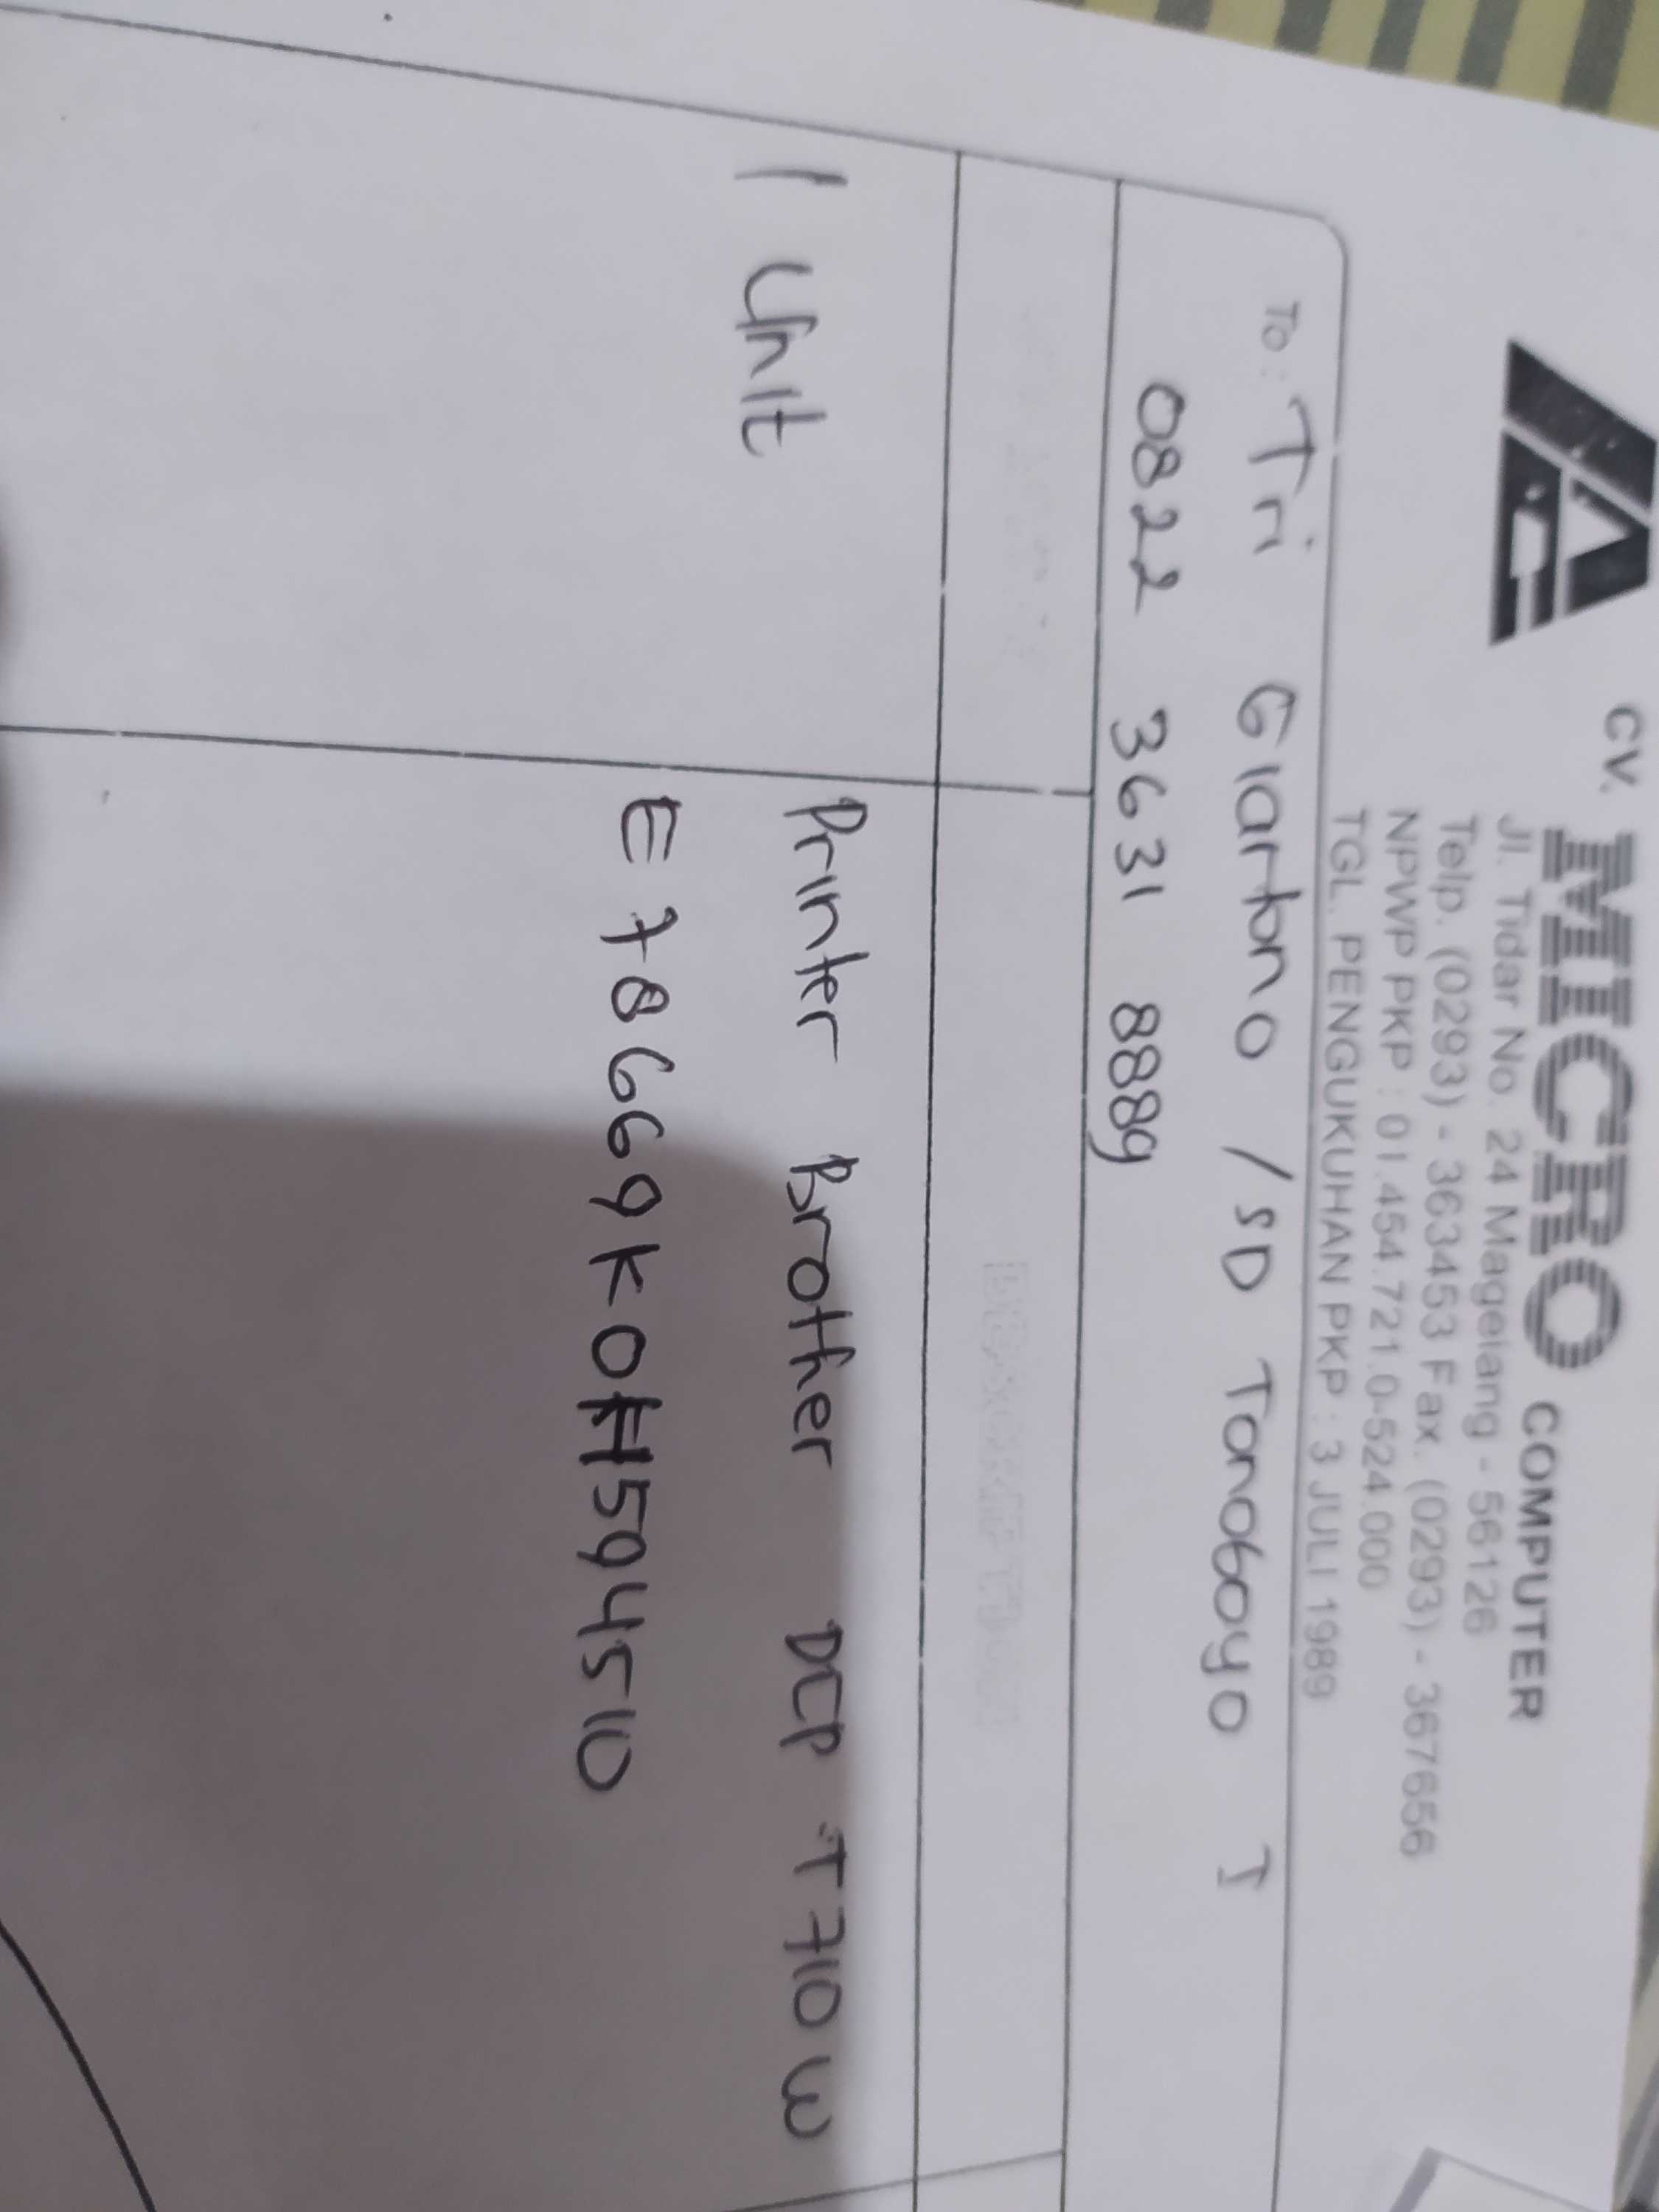 CV. MICRO COMPUTER
Jl. Tidar No. 24 Magelang - 56126
Telp. (0293) - 363453 Fax. (0293) - 367656
NPWP PKP : 01.454.721.0-524.000
TGL. PENGUKUHAN PKP : 3 JULI 1989
To : Tri Giartono / SD Tonoboyo I
0822 3631 8889
1 Unit Printer Brother DCP T710W
E78669K0H594510